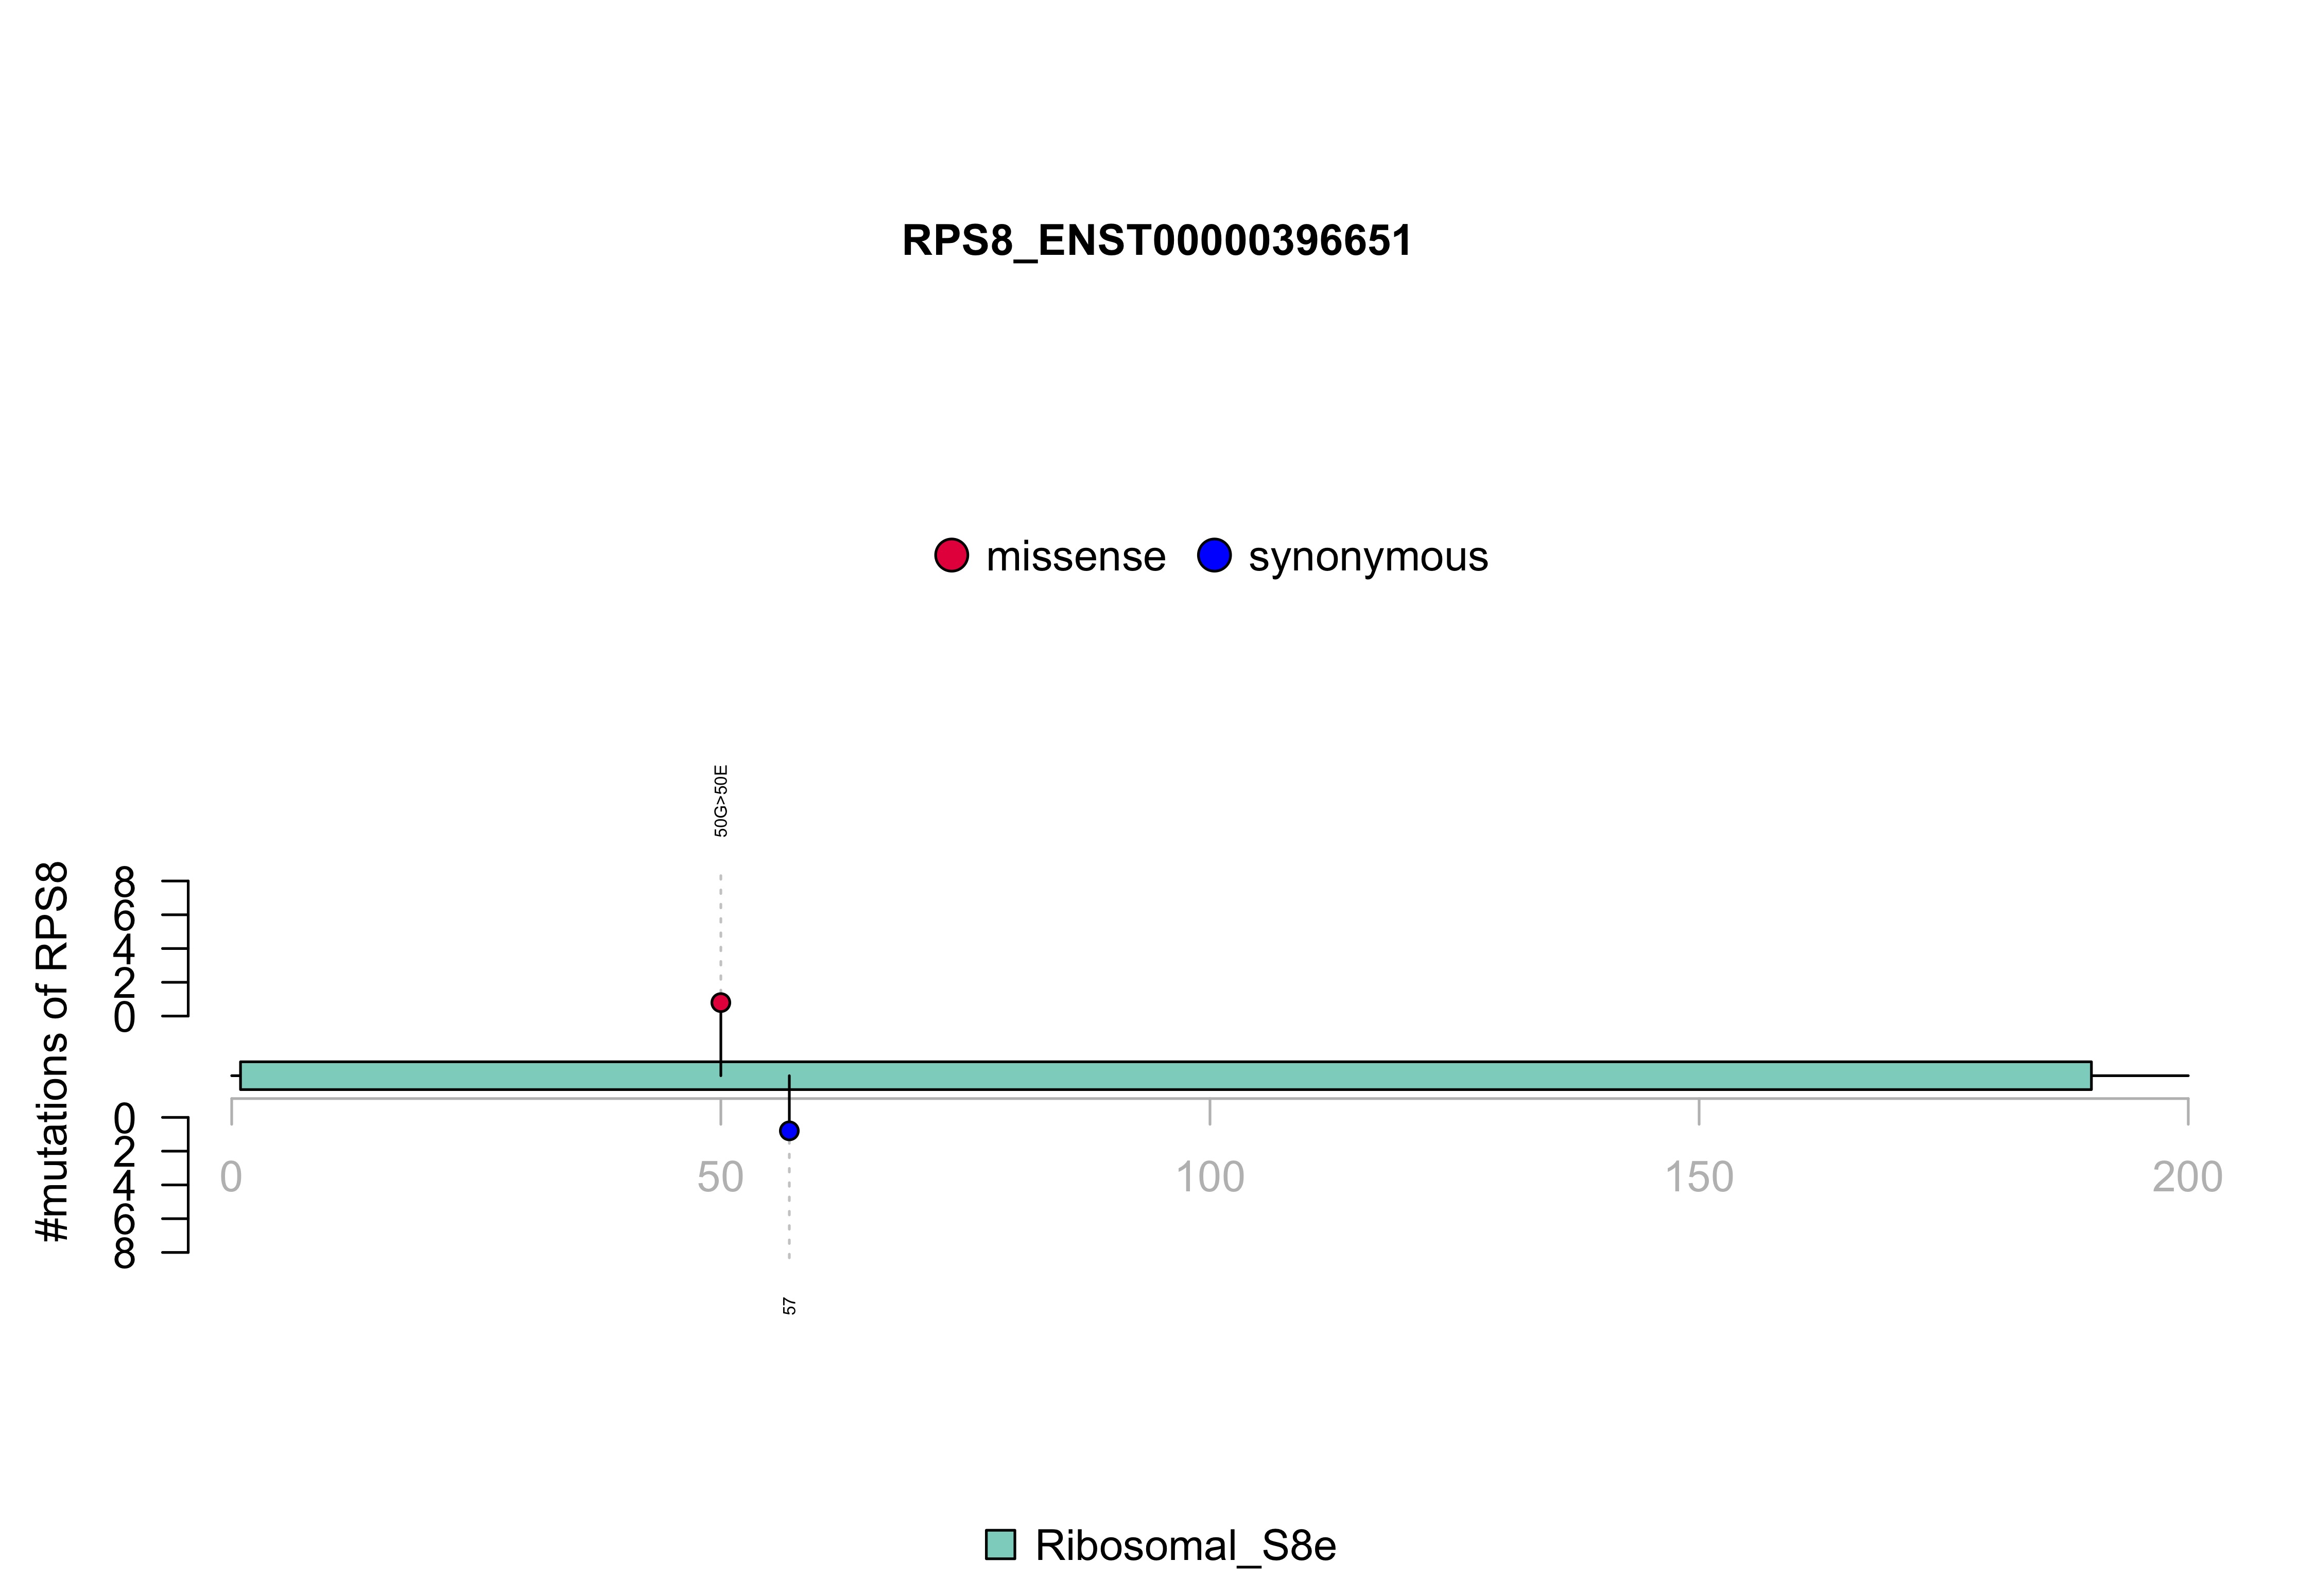 RPS8_ENST00000396651
missense synonymous
50G>50E
#mutations of RPS8
8
6
4
2
0
0
2
4
6
8
0 50 100 150 200
57
Ribosomal_S8e